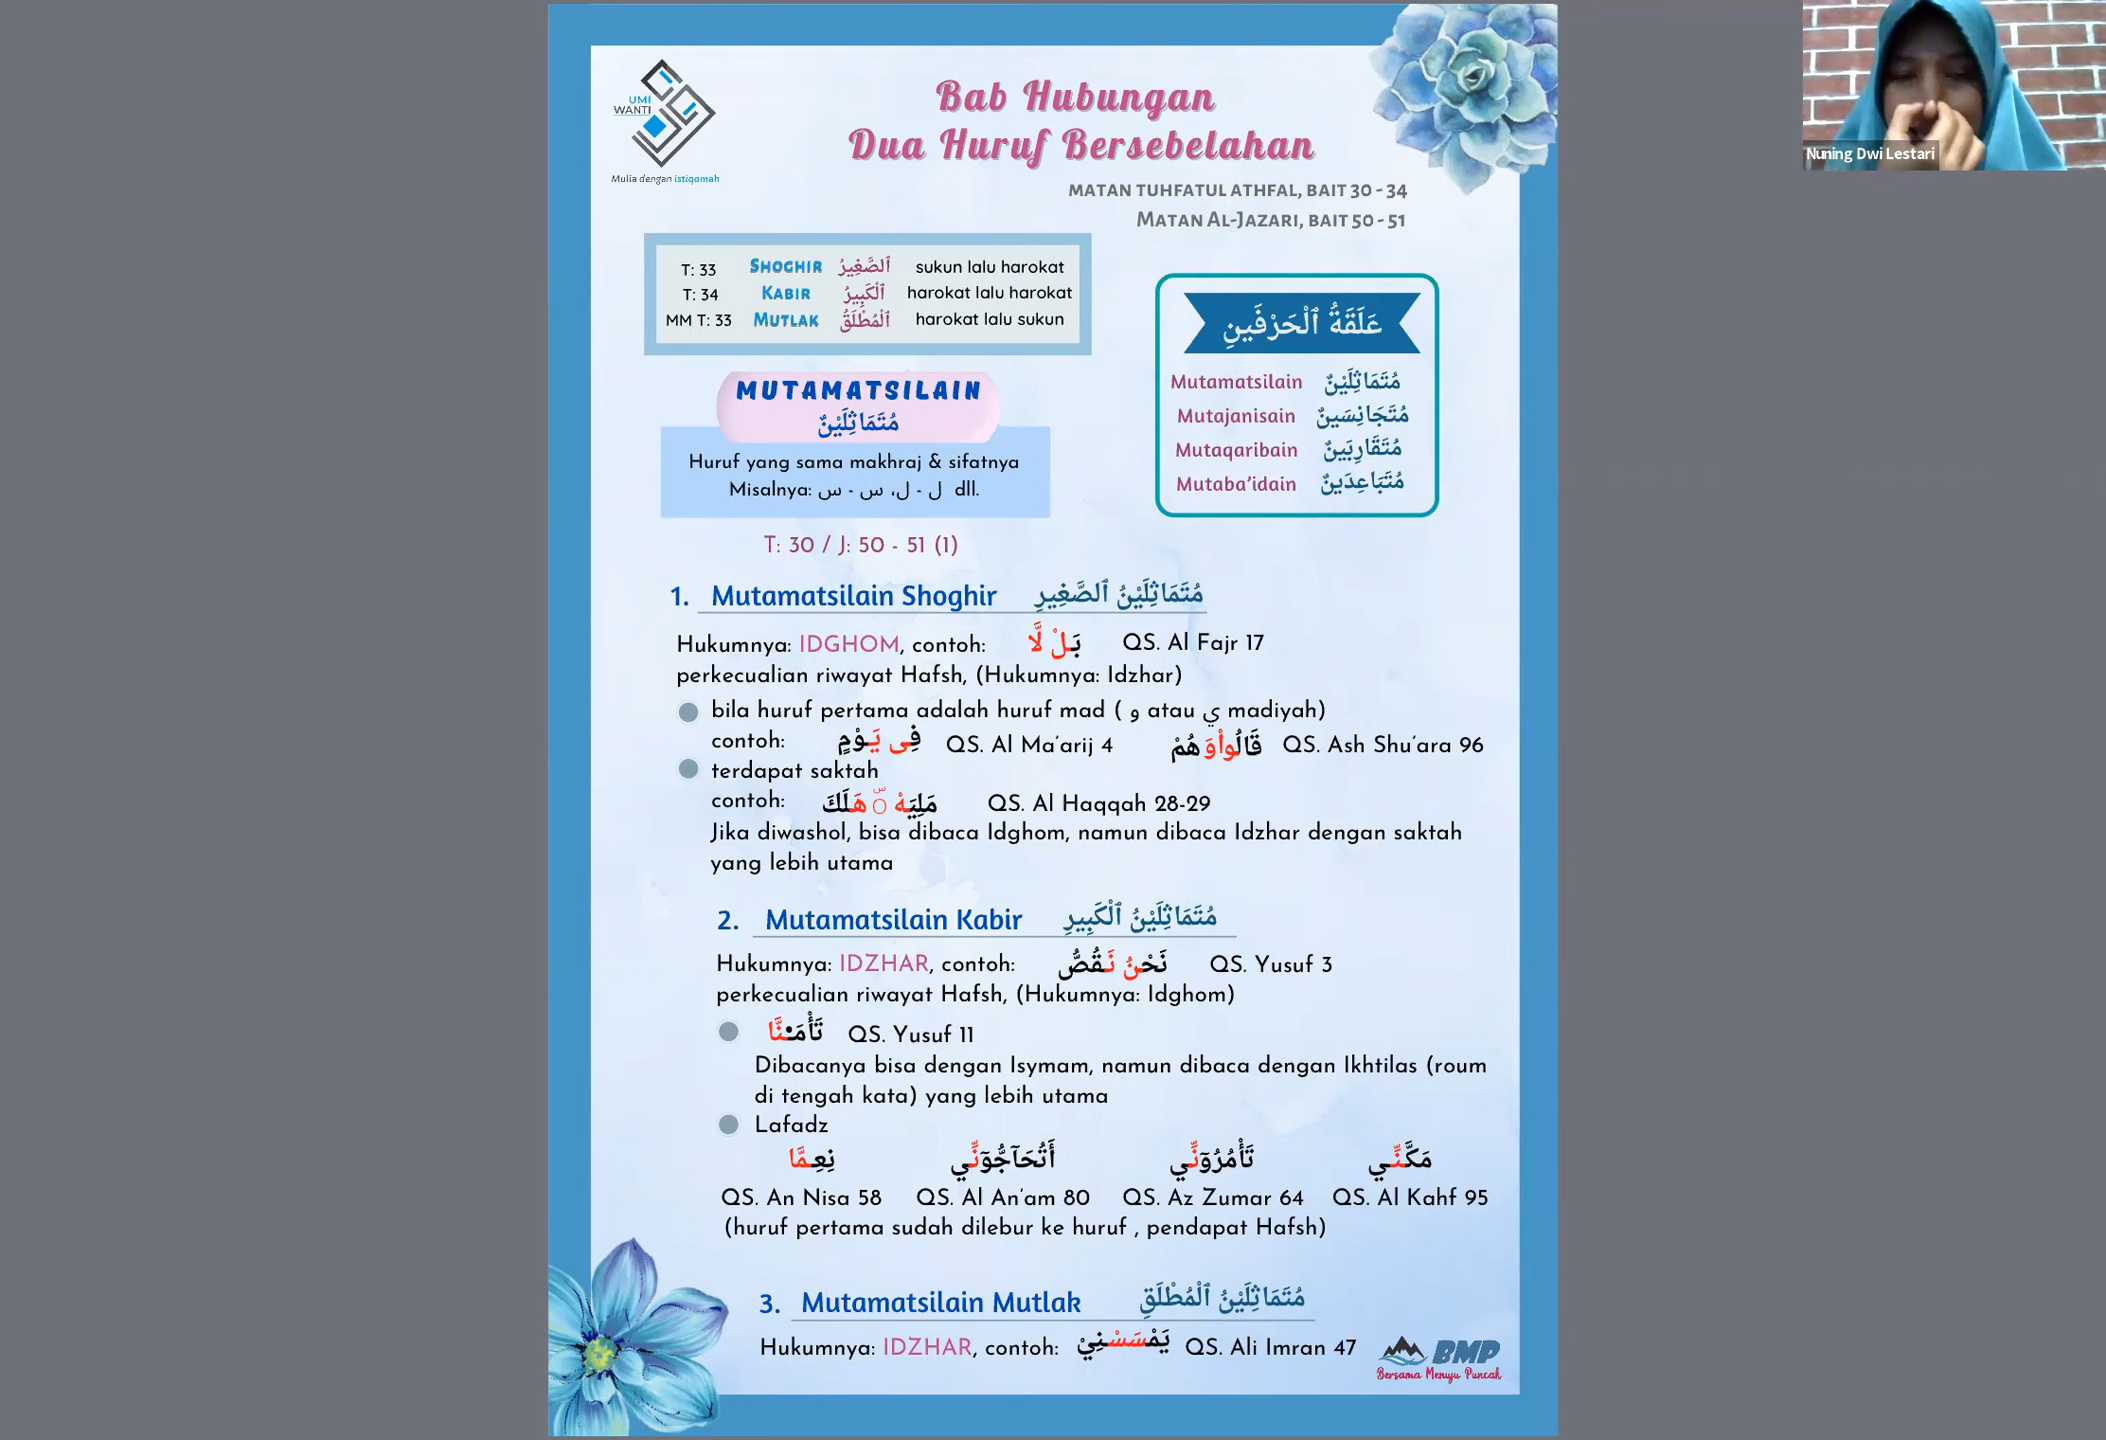 UMI
WANTI
Mulia dengan istiqomah
Bab Hubungan
Dua Huruf Bersebelahan
MATAN TUHFATUL ATHFAL, BAIT 30 - 34
MATAN AL-JAZARI, BAIT 50 - 51
Nuning Dwi Lestari
T: 33 SHOGHIR ٱلصَّغِيرُ sukun lalu harokat
T: 34 KABIR ٱلْكَبِيرُ harokat lalu harokat
MM T: 33 MUTLAK ٱلْمُطْلَقُ harokat lalu sukun
عَلَقَةُ ٱلْحَرْفَينِ
Mutamatsilain مُتَمَاثِلَيْنٌ
Mutajanisain مُتَجَانِسَينٌ
Mutaqaribain مُتَقَارِبَينٌ
Mutaba'idain مُتَبَاعِدَينٌ
MUTAMATSILAIN
مُتَمَاثِلَيْنٌ
Huruf yang sama makhraj & sifatnya
Misalnya: ل - ل، س - س dll.
T: 30 / J: 50 - 51 (1)
1. Mutamatsilain Shoghir مُتَمَاثِلَيْنُ ٱلصَّغِيرِ
Hukumnya: IDGHOM, contoh: بَلْ لَّا QS. Al Fajr 17
perkecualian riwayat Hafsh, (Hukumnya: Idzhar)
bila huruf pertama adalah huruf mad ( و atau ي madiyah)
contoh: فِى يَوْمٍ QS. Al Ma'arij 4 قَالُواْوَهُمْ QS. Ash Shu'ara 96
terdapat saktah
contoh: مَلِيَهْ ۜ هَلَكَ QS. Al Haqqah 28-29
Jika diwashol, bisa dibaca Idghom, namun dibaca Idzhar dengan saktah
yang lebih utama
2. Mutamatsilain Kabir مُتَمَاثِلَيْنُ ٱلْكَبِيرِ
Hukumnya: IDZHAR, contoh: نَحْنُ نَقُصُّ QS. Yusuf 3
perkecualian riwayat Hafsh, (Hukumnya: Idghom)
تَأْمَ۫نَّا QS. Yusuf 11
Dibacanya bisa dengan Isymam, namun dibaca dengan Ikhtilas (roum
di tengah kata) yang lebih utama
Lafadz
نِعِمَّا أَتُحَآجُّوٓنِّي تَأْمُرُوٓنِّي مَكَّنِّي
QS. An Nisa 58 QS. Al An'am 80 QS. Az Zumar 64 QS. Al Kahf 95
(huruf pertama sudah dilebur ke huruf , pendapat Hafsh)
3. Mutamatsilain Mutlak مُتَمَاثِلَيْنُ ٱلْمُطْلَقِ
Hukumnya: IDZHAR, contoh: يَمْسَسْنِيْ QS. Ali Imran 47
BMP
Bersama Menuju Puncak